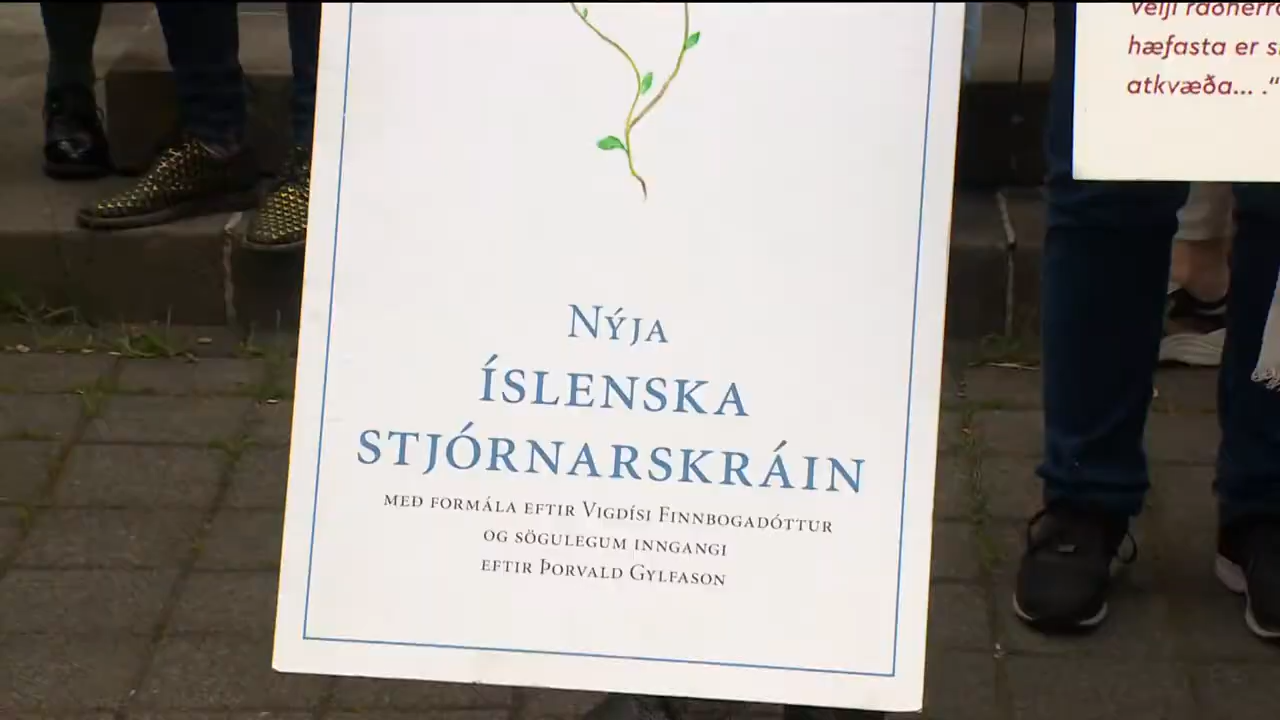 Nýja
íslenska
stjórnarskráin
með formála eftir Vigdísi Finnbogadóttur
og sögulegum inngangi
eftir Þorvald Gylfason
hæfasta er
atkvæða... .“